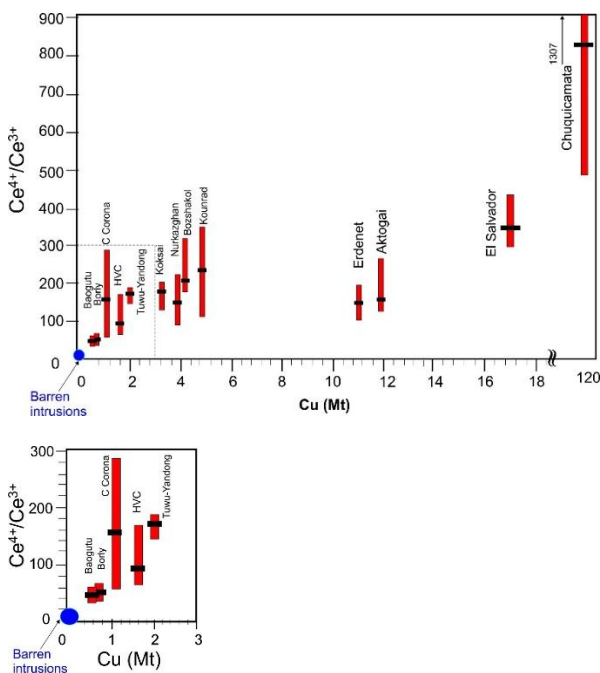 900
800
700
600
500
400
300
200
100
0
Ce4+/Ce3+
Baogutu
Borly
C Corona
HVC
Tuwu-Yandong
Koksai
Nurkazghan
Bozshakol
Kounrad
Erdenet
Aktogai
El Salvador
1307
Chuquicamata
0 2 4 6 8 10 12 14 16 18 120
Cu (Mt)
Barren
intrusions
300
200
100
0
Ce4+/Ce3+
Baogutu
Borly
C Corona
HVC
Tuwu-Yandong
0 1 2 3
Cu (Mt)
Barren
intrusions